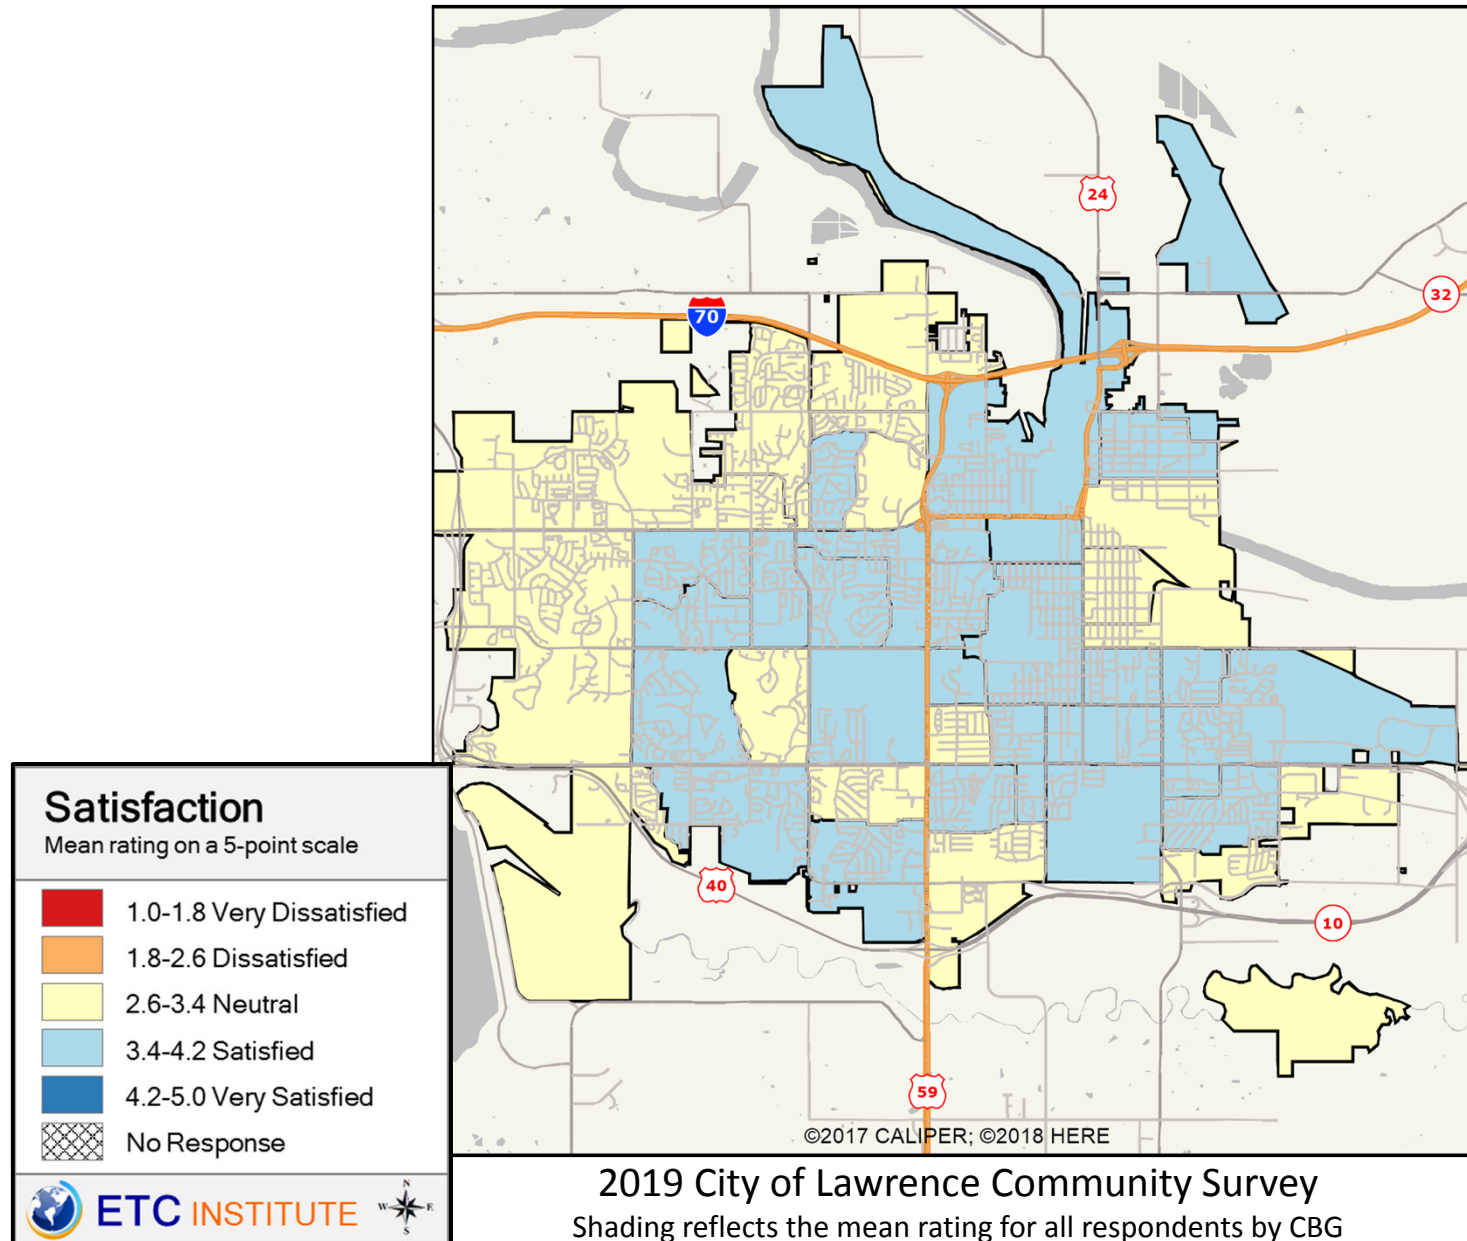 24
32
70
40
10
59
©2017 CALIPER; ©2018 HERE
Satisfaction
Mean rating on a 5-point scale
1.0-1.8 Very Dissatisfied
1.8-2.6 Dissatisfied
2.6-3.4 Neutral
3.4-4.2 Satisfied
4.2-5.0 Very Satisfied
No Response
ETC INSTITUTE
N
W E
S
2019 City of Lawrence Community Survey
Shading reflects the mean rating for all respondents by CBG